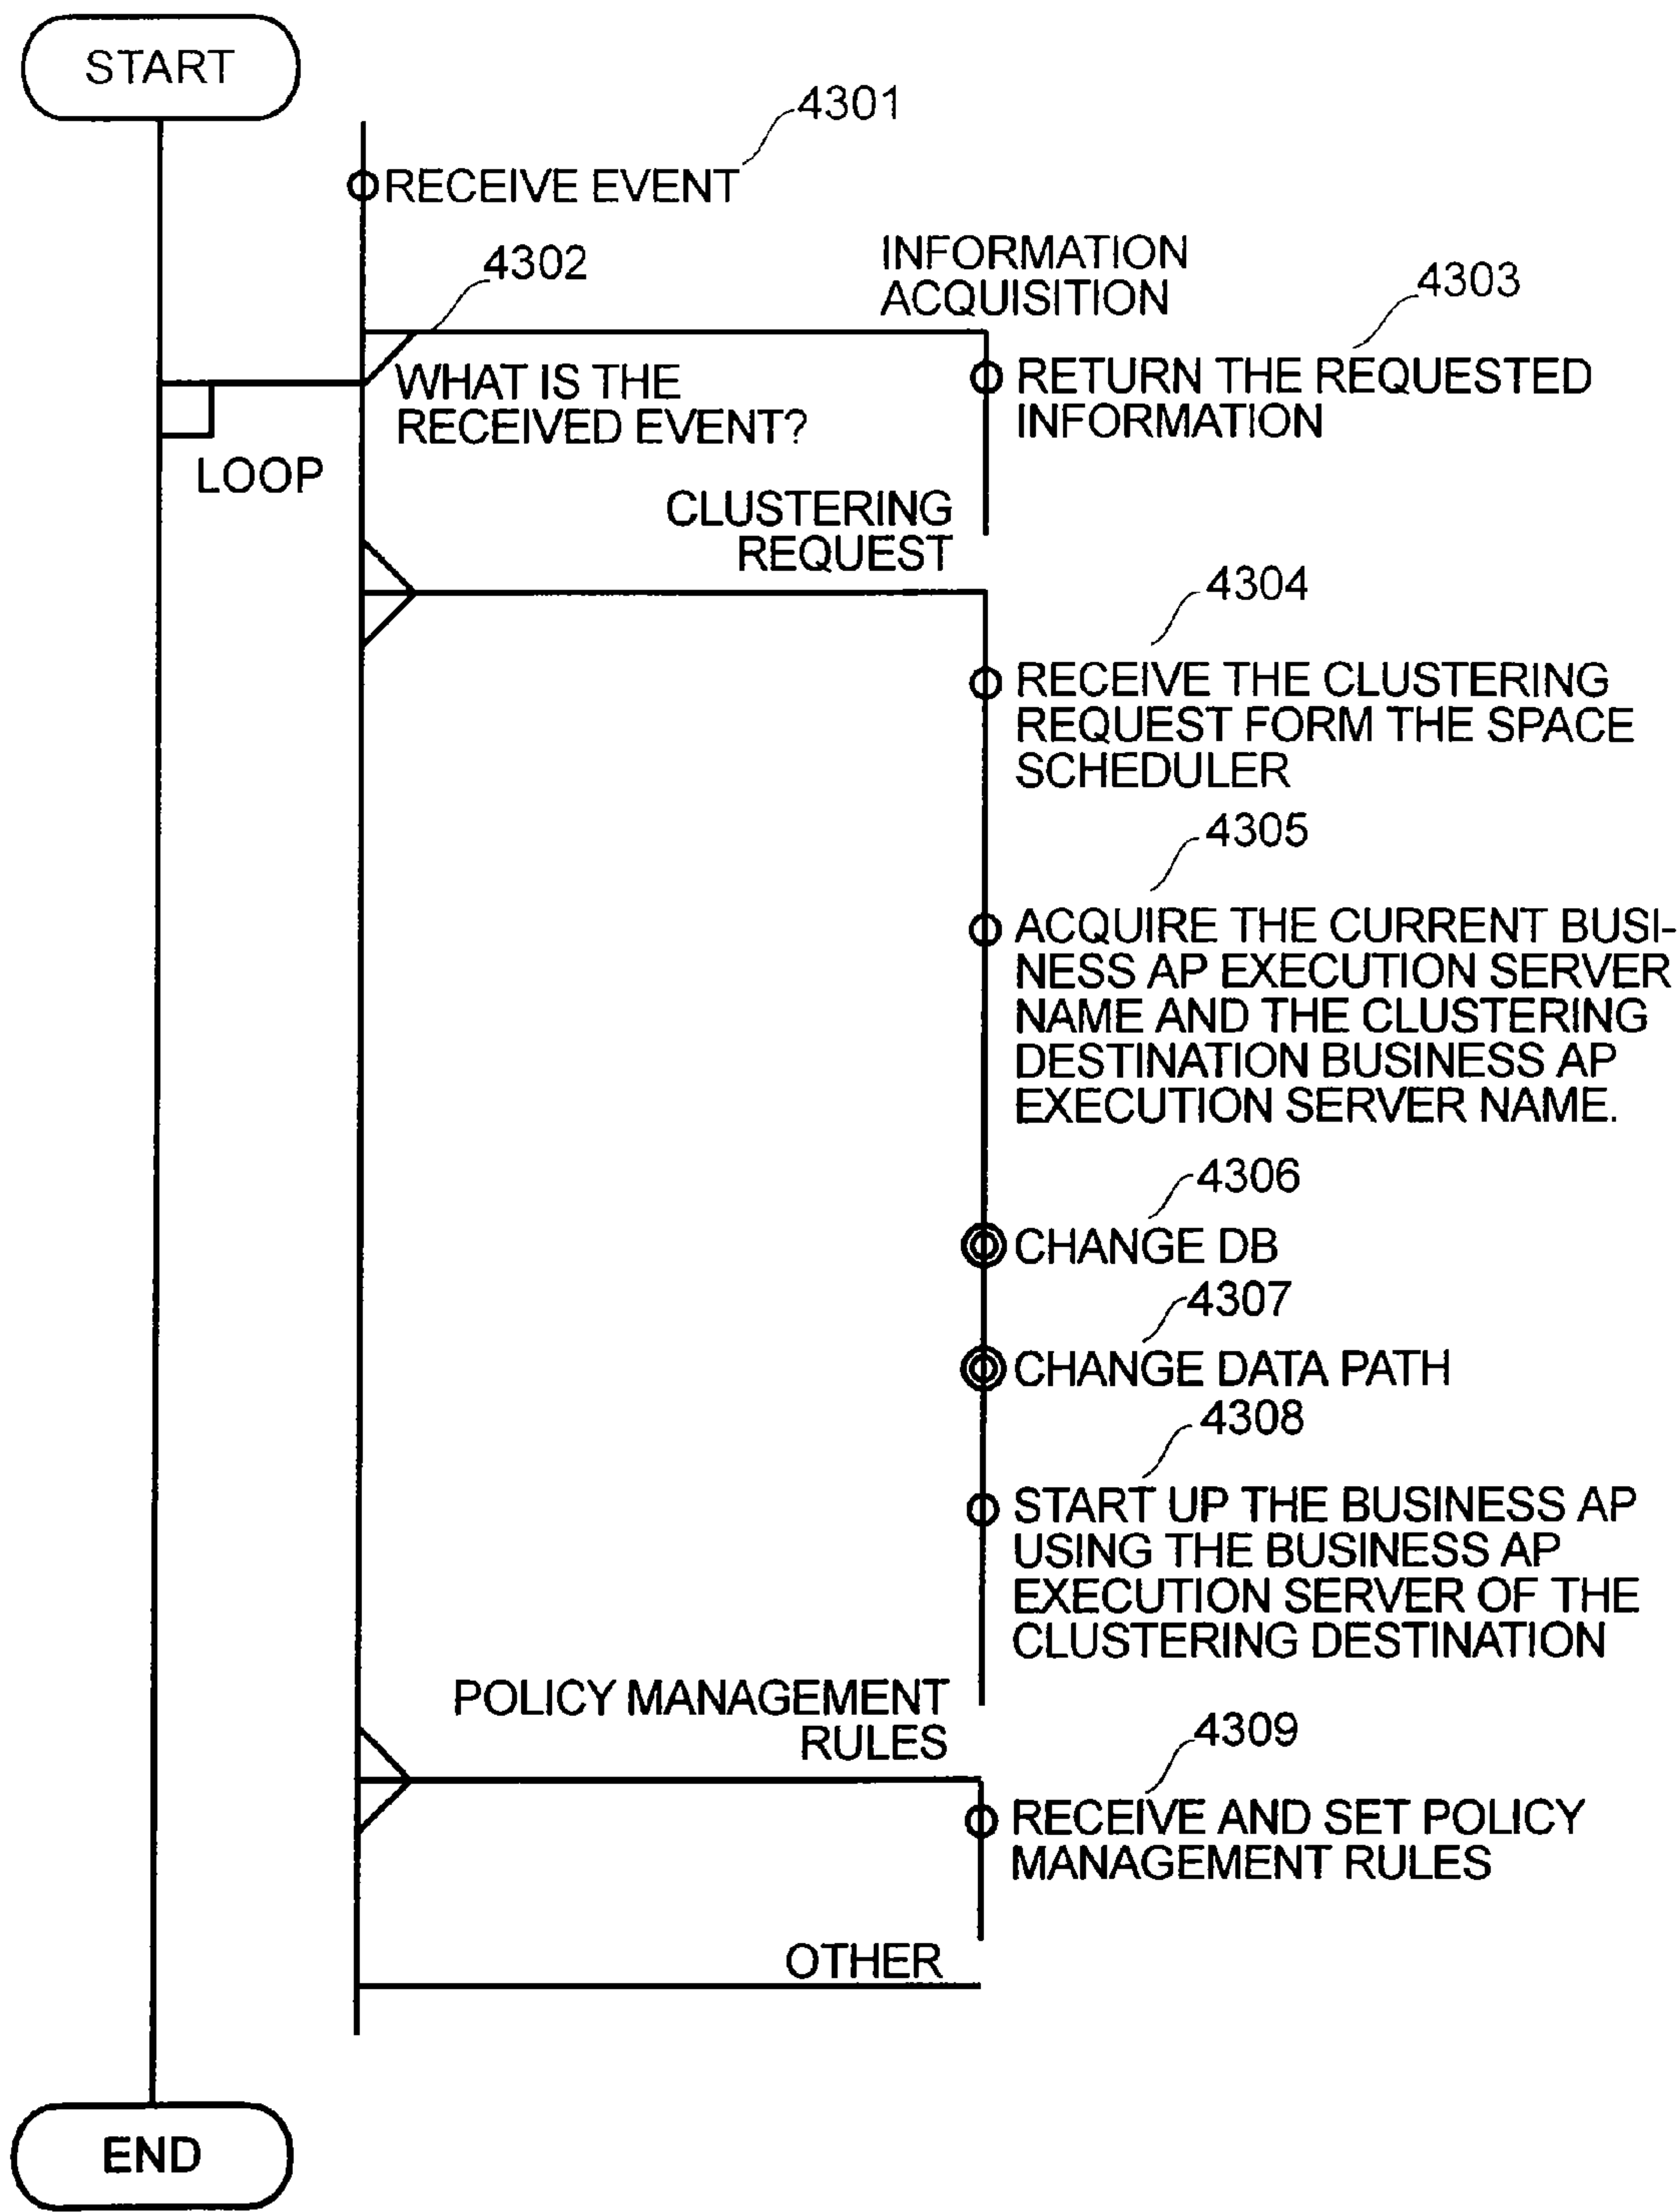 START
4301
RECEIVE EVENT
4302
INFORMATION
ACQUISITION
4303
WHAT IS THE
RECEIVED EVENT?
RETURN THE REQUESTED
INFORMATION
LOOP
CLUSTERING
REQUEST
4304
RECEIVE THE CLUSTERING
REQUEST FORM THE SPACE
SCHEDULER
4305
ACQUIRE THE CURRENT BUSI-
NESS AP EXECUTION SERVER
NAME AND THE CLUSTERING
DESTINATION BUSINESS AP
EXECUTION SERVER NAME.
4306
CHANGE DB
4307
CHANGE DATA PATH
4308
START UP THE BUSINESS AP
USING THE BUSINESS AP
EXECUTION SERVER OF THE
CLUSTERING DESTINATION
POLICY MANAGEMENT
RULES
4309
RECEIVE AND SET POLICY
MANAGEMENT RULES
OTHER
END